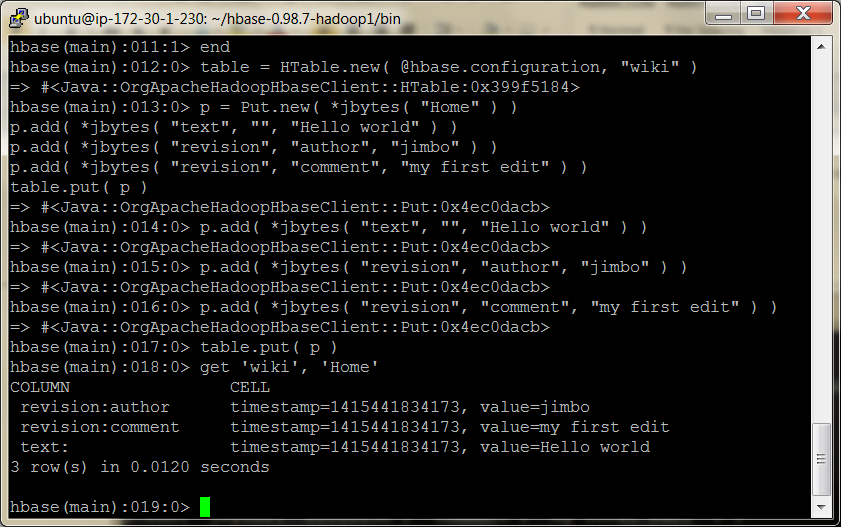 ubuntu@ip-172-30-1-230: ~/hbase-0.98.7-hadoop1/bin
hbase(main):011:1> end
hbase(main):012:0> table = HTable.new( @hbase.configuration, "wiki" )
=> #<Java::OrgApacheHadoopHbaseClient::HTable:0x399f5184>
hbase(main):013:0> p = Put.new( *jbytes( "Home" ) )
p.add( *jbytes( "text", "", "Hello world" ) )
p.add( *jbytes( "revision", "author", "jimbo" ) )
p.add( *jbytes( "revision", "comment", "my first edit" ) )
table.put( p )
=> #<Java::OrgApacheHadoopHbaseClient::Put:0x4ec0dacb>
hbase(main):014:0> p.add( *jbytes( "text", "", "Hello world" ) )
=> #<Java::OrgApacheHadoopHbaseClient::Put:0x4ec0dacb>
hbase(main):015:0> p.add( *jbytes( "revision", "author", "jimbo" ) )
=> #<Java::OrgApacheHadoopHbaseClient::Put:0x4ec0dacb>
hbase(main):016:0> p.add( *jbytes( "revision", "comment", "my first edit" ) )
=> #<Java::OrgApacheHadoopHbaseClient::Put:0x4ec0dacb>
hbase(main):017:0> table.put( p )
hbase(main):018:0> get 'wiki', 'Home'
COLUMN                CELL
 revision:author      timestamp=1415441834173, value=jimbo
 revision:comment     timestamp=1415441834173, value=my first edit
 text:                timestamp=1415441834173, value=Hello world
3 row(s) in 0.0120 seconds
hbase(main):019:0>